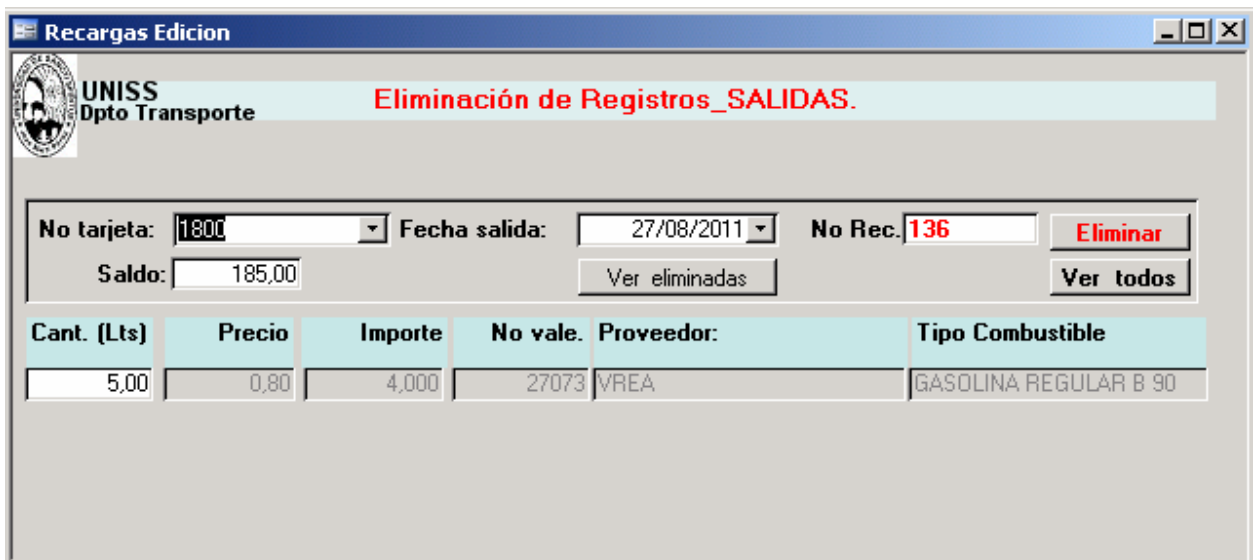 Recargas Edicion
UNISS
Dpto Transporte
Eliminación de Registros_SALIDAS.
No tarjeta: 1800 Fecha salida: 27/08/2011 No Rec. 136 Eliminar
Saldo: 185,00 Ver eliminadas Ver todos
Cant. (Lts) Precio Importe No vale. Proveedor: Tipo Combustible
5,00 0,80 4,000 27073 VREA GASOLINA REGULAR B 90